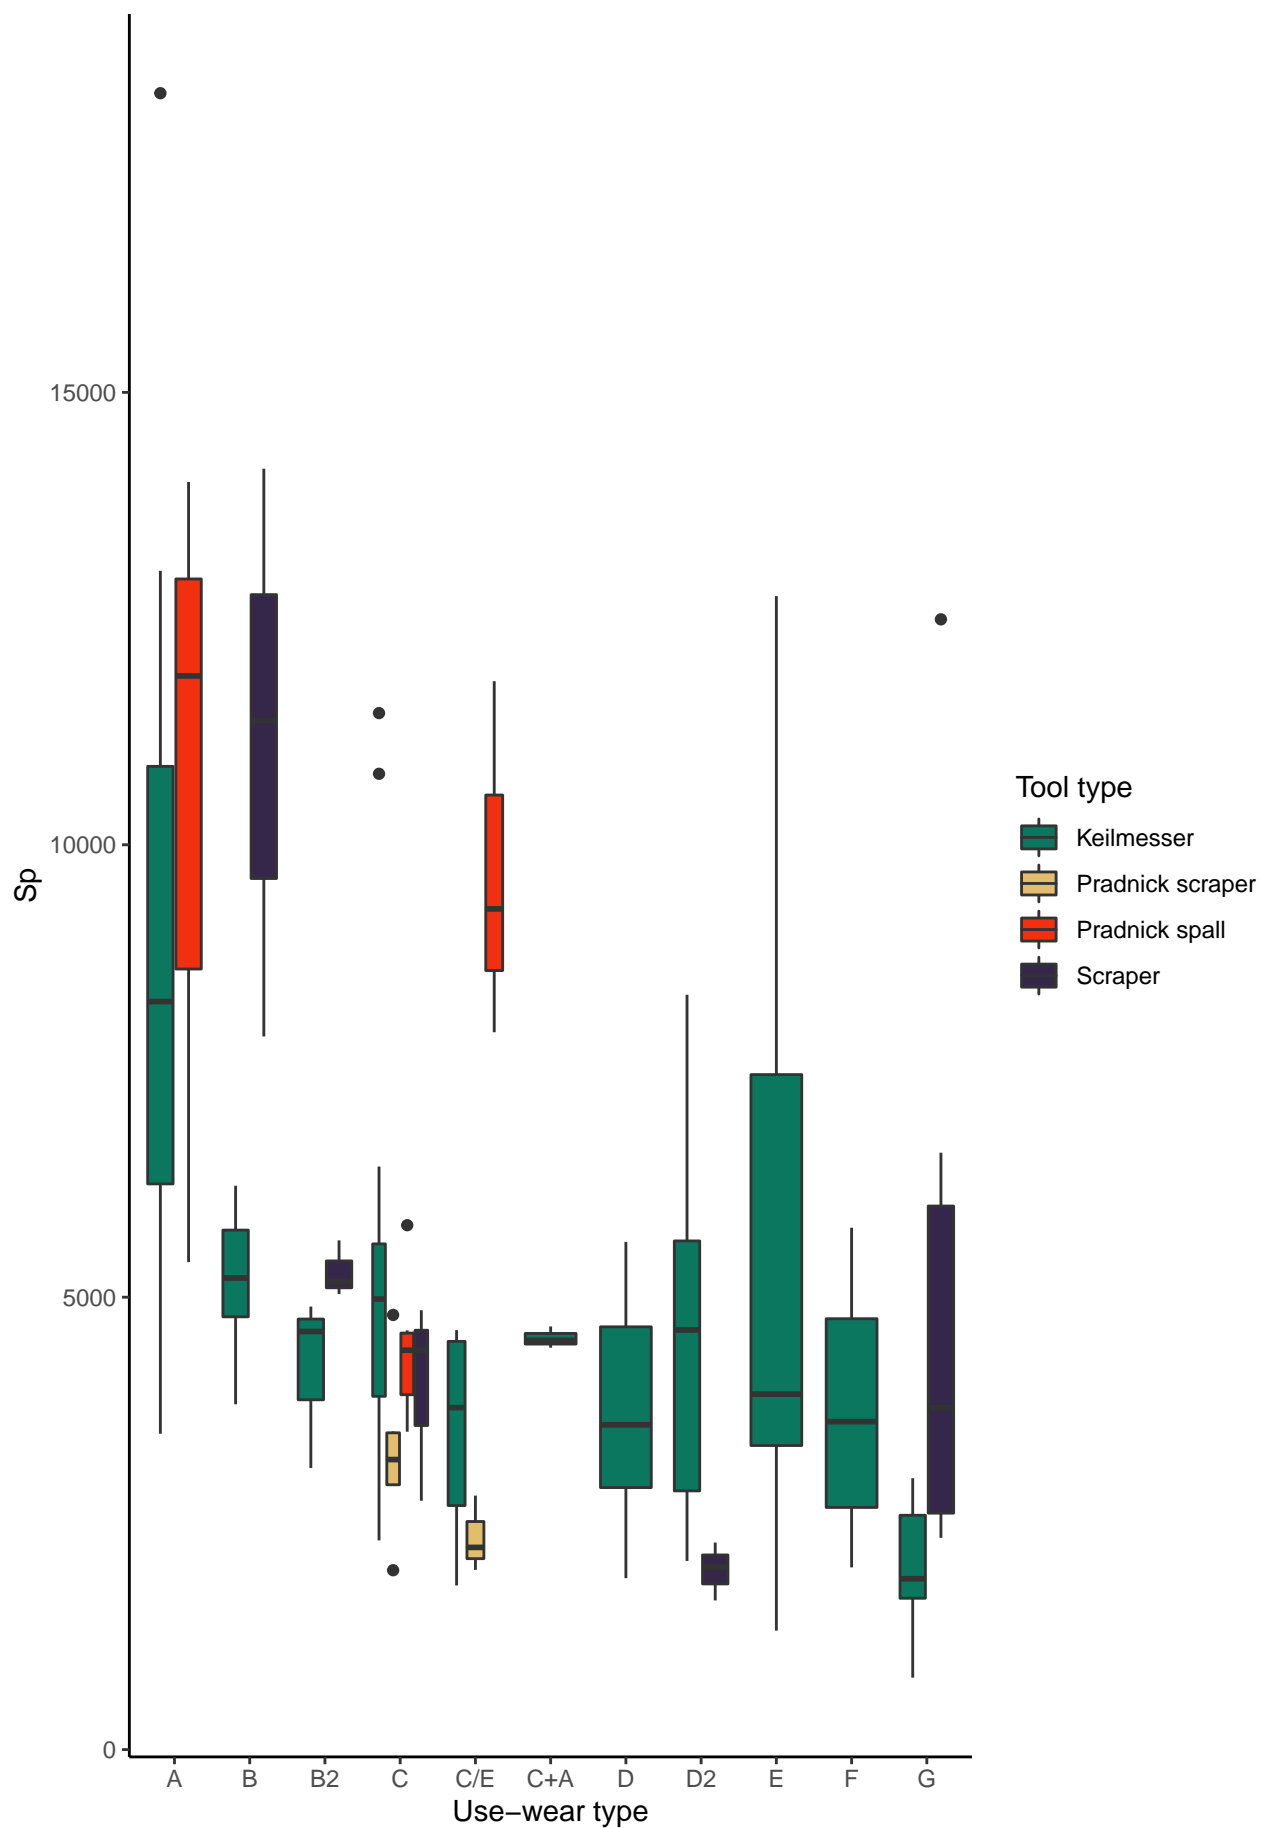 15000
10000
5000
0
Sp
A B B2 C C/E C+A D D2 E F G
Use−wear type
Tool type
Keilmesser
Pradnick scraper
Pradnick spall
Scraper